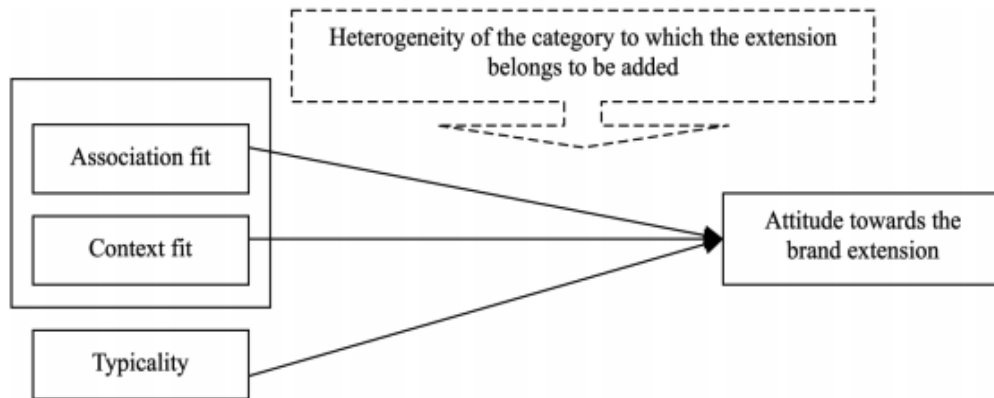 Heterogeneity of the category to which the extension
belongs to be added
Association fit
Context fit
Typicality
Attitude towards the
brand extension